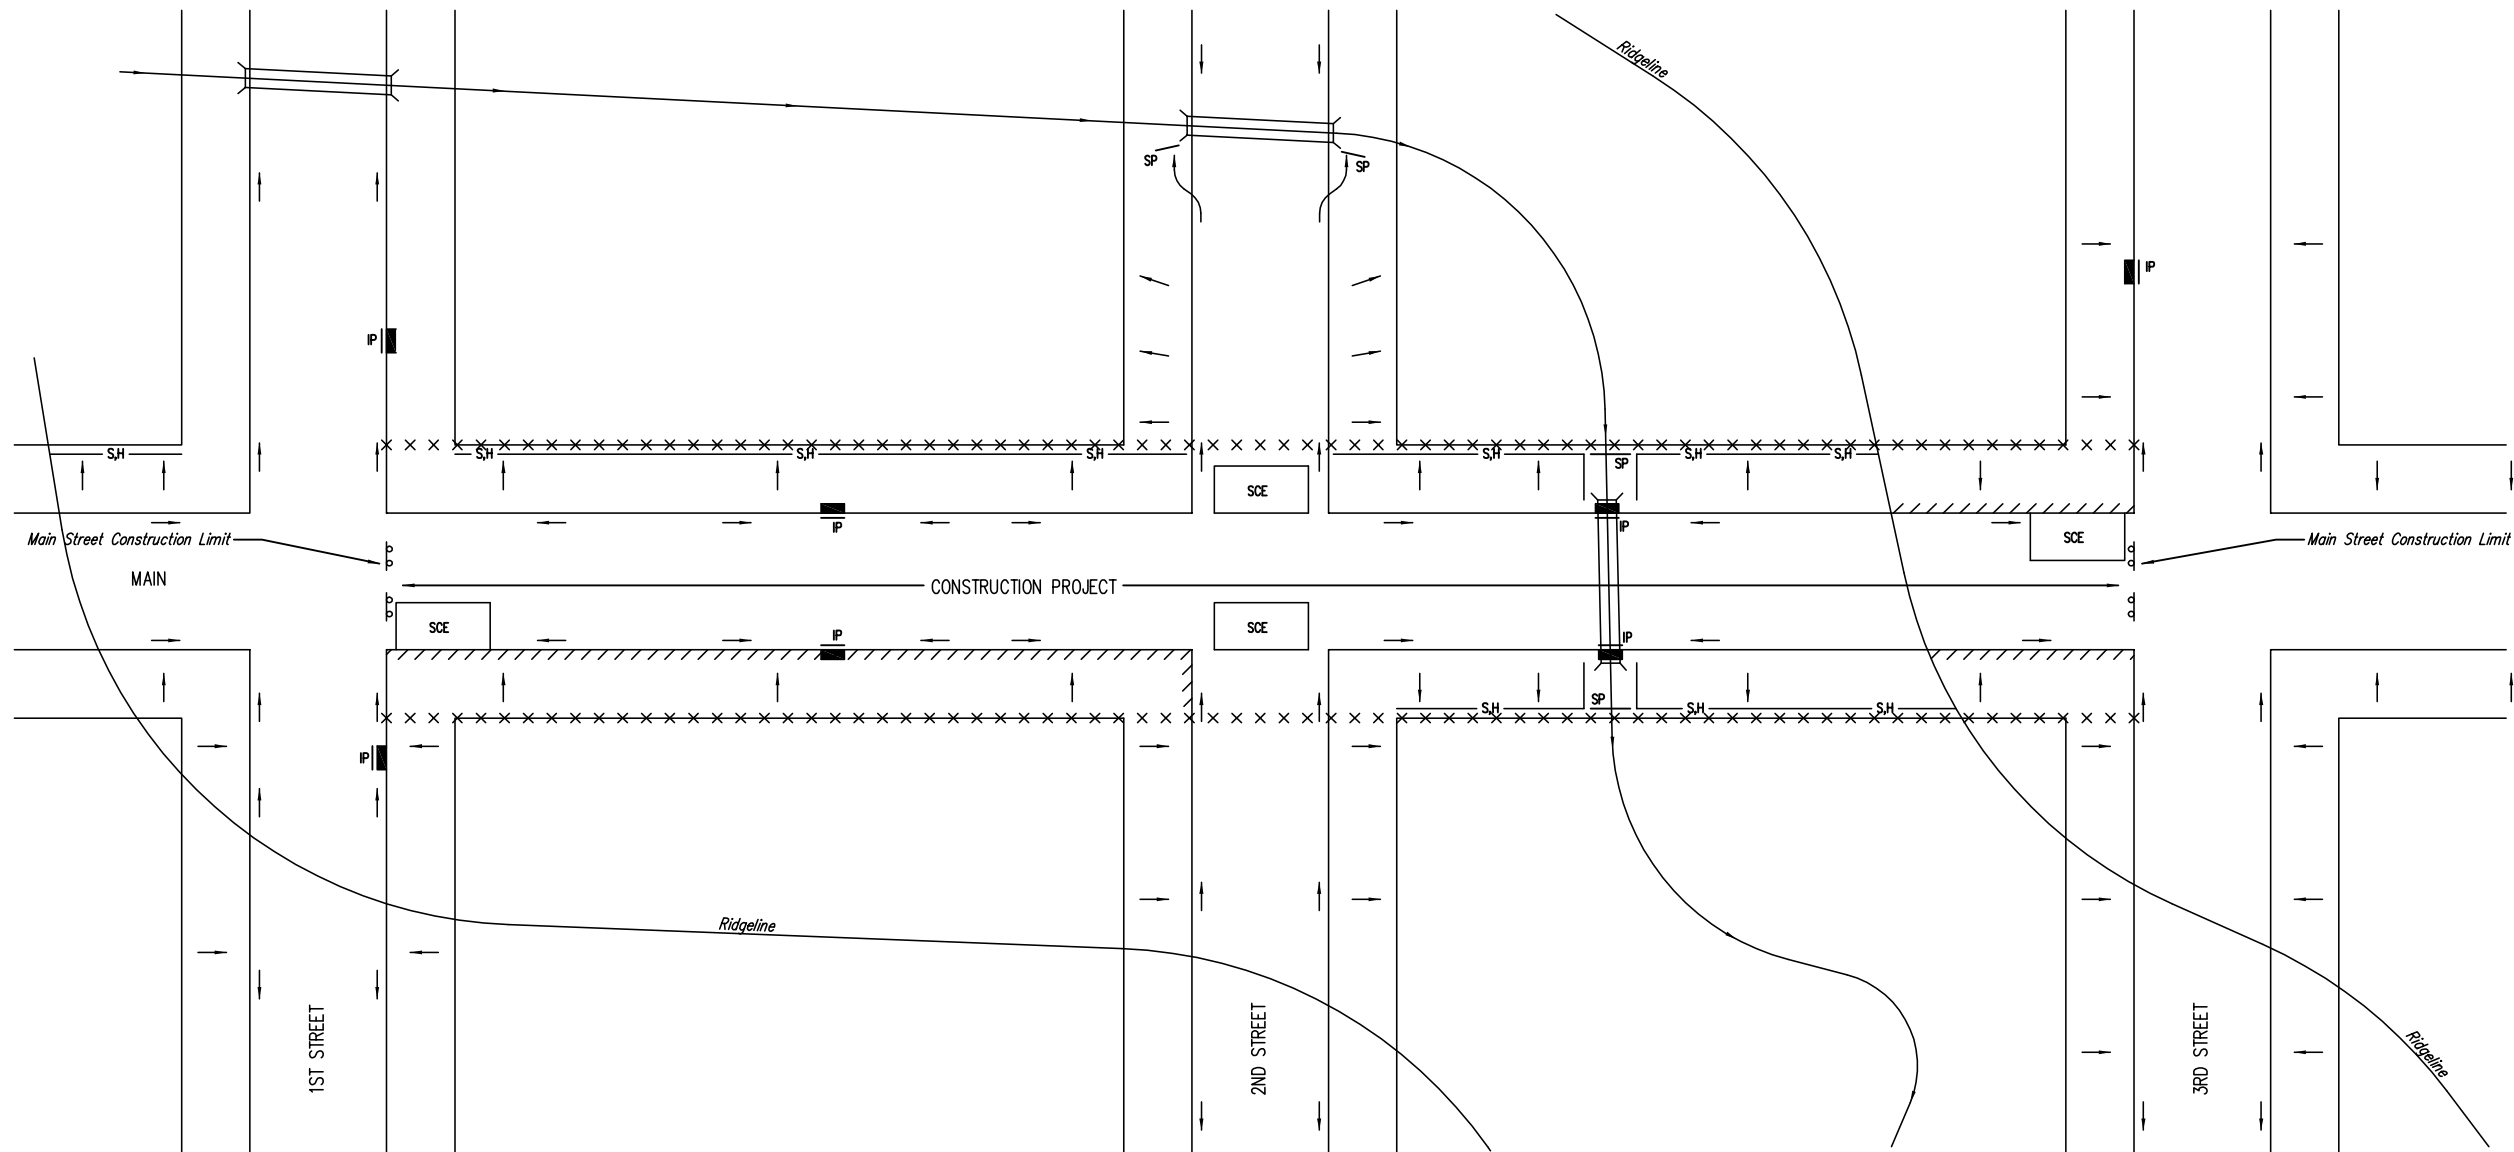 Ridgeline
SP
SP
IP
IP
S,H
S,H
S,H
S,H
S,H
SP
S,H
S,H
SCE
IP
IP
Main Street Construction Limit
SCE
Main Street Construction Limit
MAIN
CONSTRUCTION PROJECT
SCE
SCE
IP
IP
SP
S,H
S,H
S,H
IP
Ridgeline
1ST STREET
2ND STREET
3RD STREET
Ridgeline